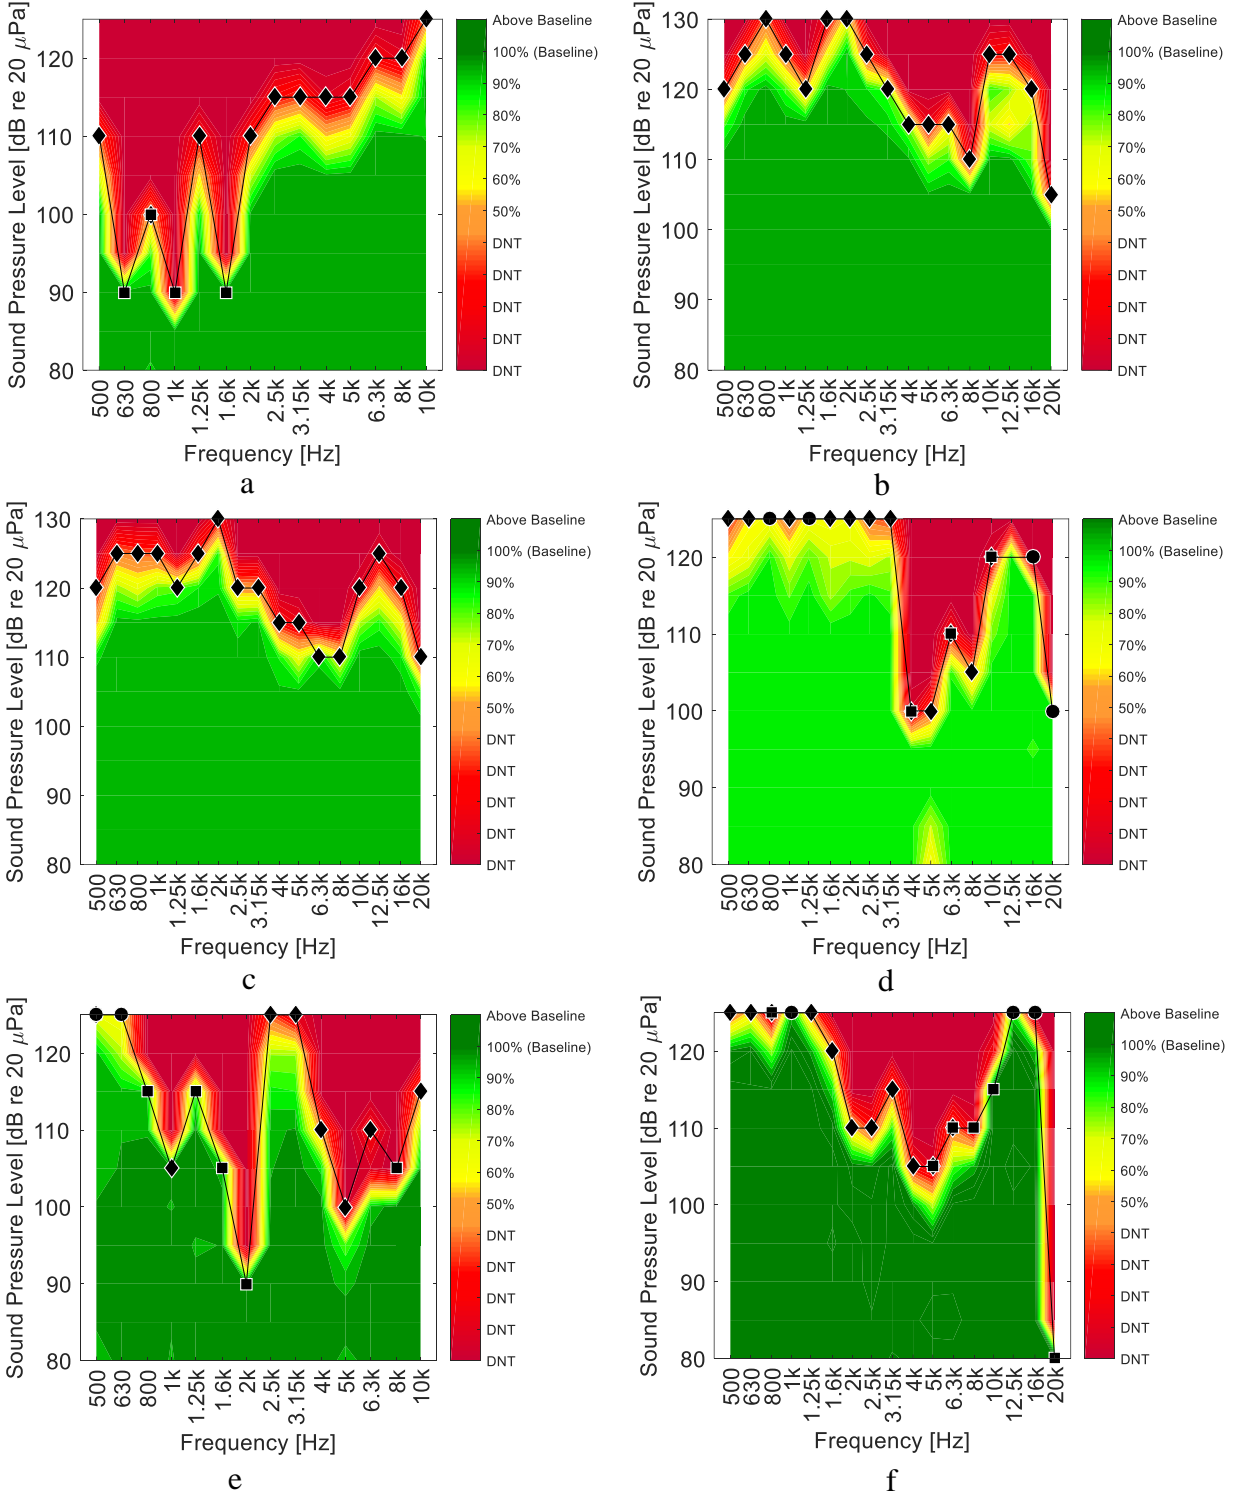 Sound Pressure Level [dB re 20 μPa]
120
110
100
90
80
500 630 800 1k 1.25k 1.6k 2k 2.5k 3.15k 4k 5k 6.3k 8k 10k
Frequency [Hz]
Above Baseline
100% (Baseline)
90%
80%
70%
60%
50%
DNT
DNT
DNT
DNT
DNT
a
Sound Pressure Level [dB re 20 μPa]
130
120
110
100
90
80
500 630 800 1k 1.25k 1.6k 2k 2.5k 3.15k 4k 5k 6.3k 8k 10k 12.5k 16k 20k
Frequency [Hz]
Above Baseline
100% (Baseline)
90%
80%
70%
60%
50%
DNT
DNT
DNT
DNT
DNT
b
Sound Pressure Level [dB re 20 μPa]
130
120
110
100
90
80
500 630 800 1k 1.25k 1.6k 2k 2.5k 3.15k 4k 5k 6.3k 8k 10k 12.5k 16k 20k
Frequency [Hz]
Above Baseline
100% (Baseline)
90%
80%
70%
60%
50%
DNT
DNT
DNT
DNT
DNT
c
Sound Pressure Level [dB re 20 μPa]
120
110
100
90
80
500 630 800 1k 1.25k 1.6k 2k 2.5k 3.15k 4k 5k 6.3k 8k 10k 12.5k 16k 20k
Frequency [Hz]
Above Baseline
100% (Baseline)
90%
80%
70%
60%
50%
DNT
DNT
DNT
DNT
DNT
d
Sound Pressure Level [dB re 20 μPa]
120
110
100
90
80
500 630 800 1k 1.25k 1.6k 2k 2.5k 3.15k 4k 5k 6.3k 8k 10k
Frequency [Hz]
Above Baseline
100% (Baseline)
90%
80%
70%
60%
50%
DNT
DNT
DNT
DNT
DNT
e
Sound Pressure Level [dB re 20 μPa]
120
110
100
90
80
500 630 800 1k 1.25k 1.6k 2k 2.5k 3.15k 4k 5k 6.3k 8k 10k 12.5k 16k 20k
Frequency [Hz]
Above Baseline
100% (Baseline)
90%
80%
70%
60%
50%
DNT
DNT
DNT
DNT
DNT
f